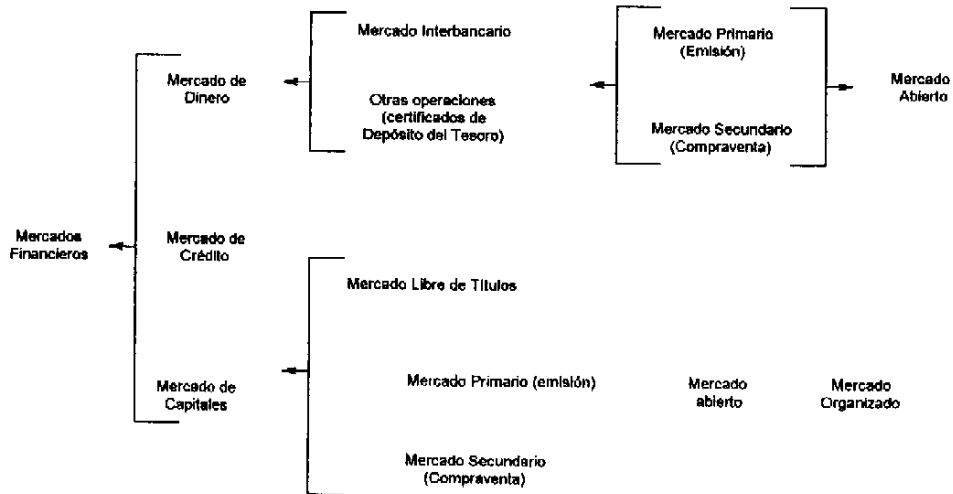 Mercado Interbancario
Mercado Primario
(Emisión)
Mercado de
Dinero
Mercado
Abierto
Otras operaciones
(certificados de
Depósito del Tesoro)
Mercado Secundario
(Compraventa)
Mercados
Financieros
Mercado de
Crédito
Mercado Libre de Títulos
Mercado de
Capitales
Mercado Primario (emisión)
Mercado
abierto
Mercado
Organizado
Mercado Secundario
(Compraventa)